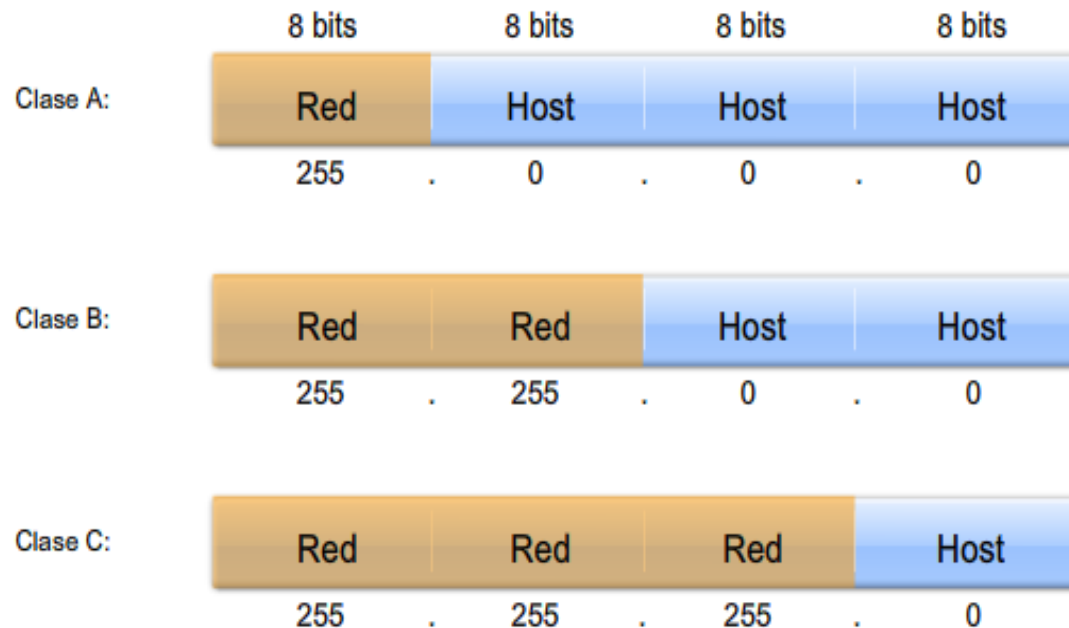 8 bits 8 bits 8 bits 8 bits
Clase A: Red Host Host Host
255 . 0 . 0 . 0
Clase B: Red Red Host Host
255 . 255 . 0 . 0
Clase C: Red Red Red Host
255 . 255 . 255 . 0